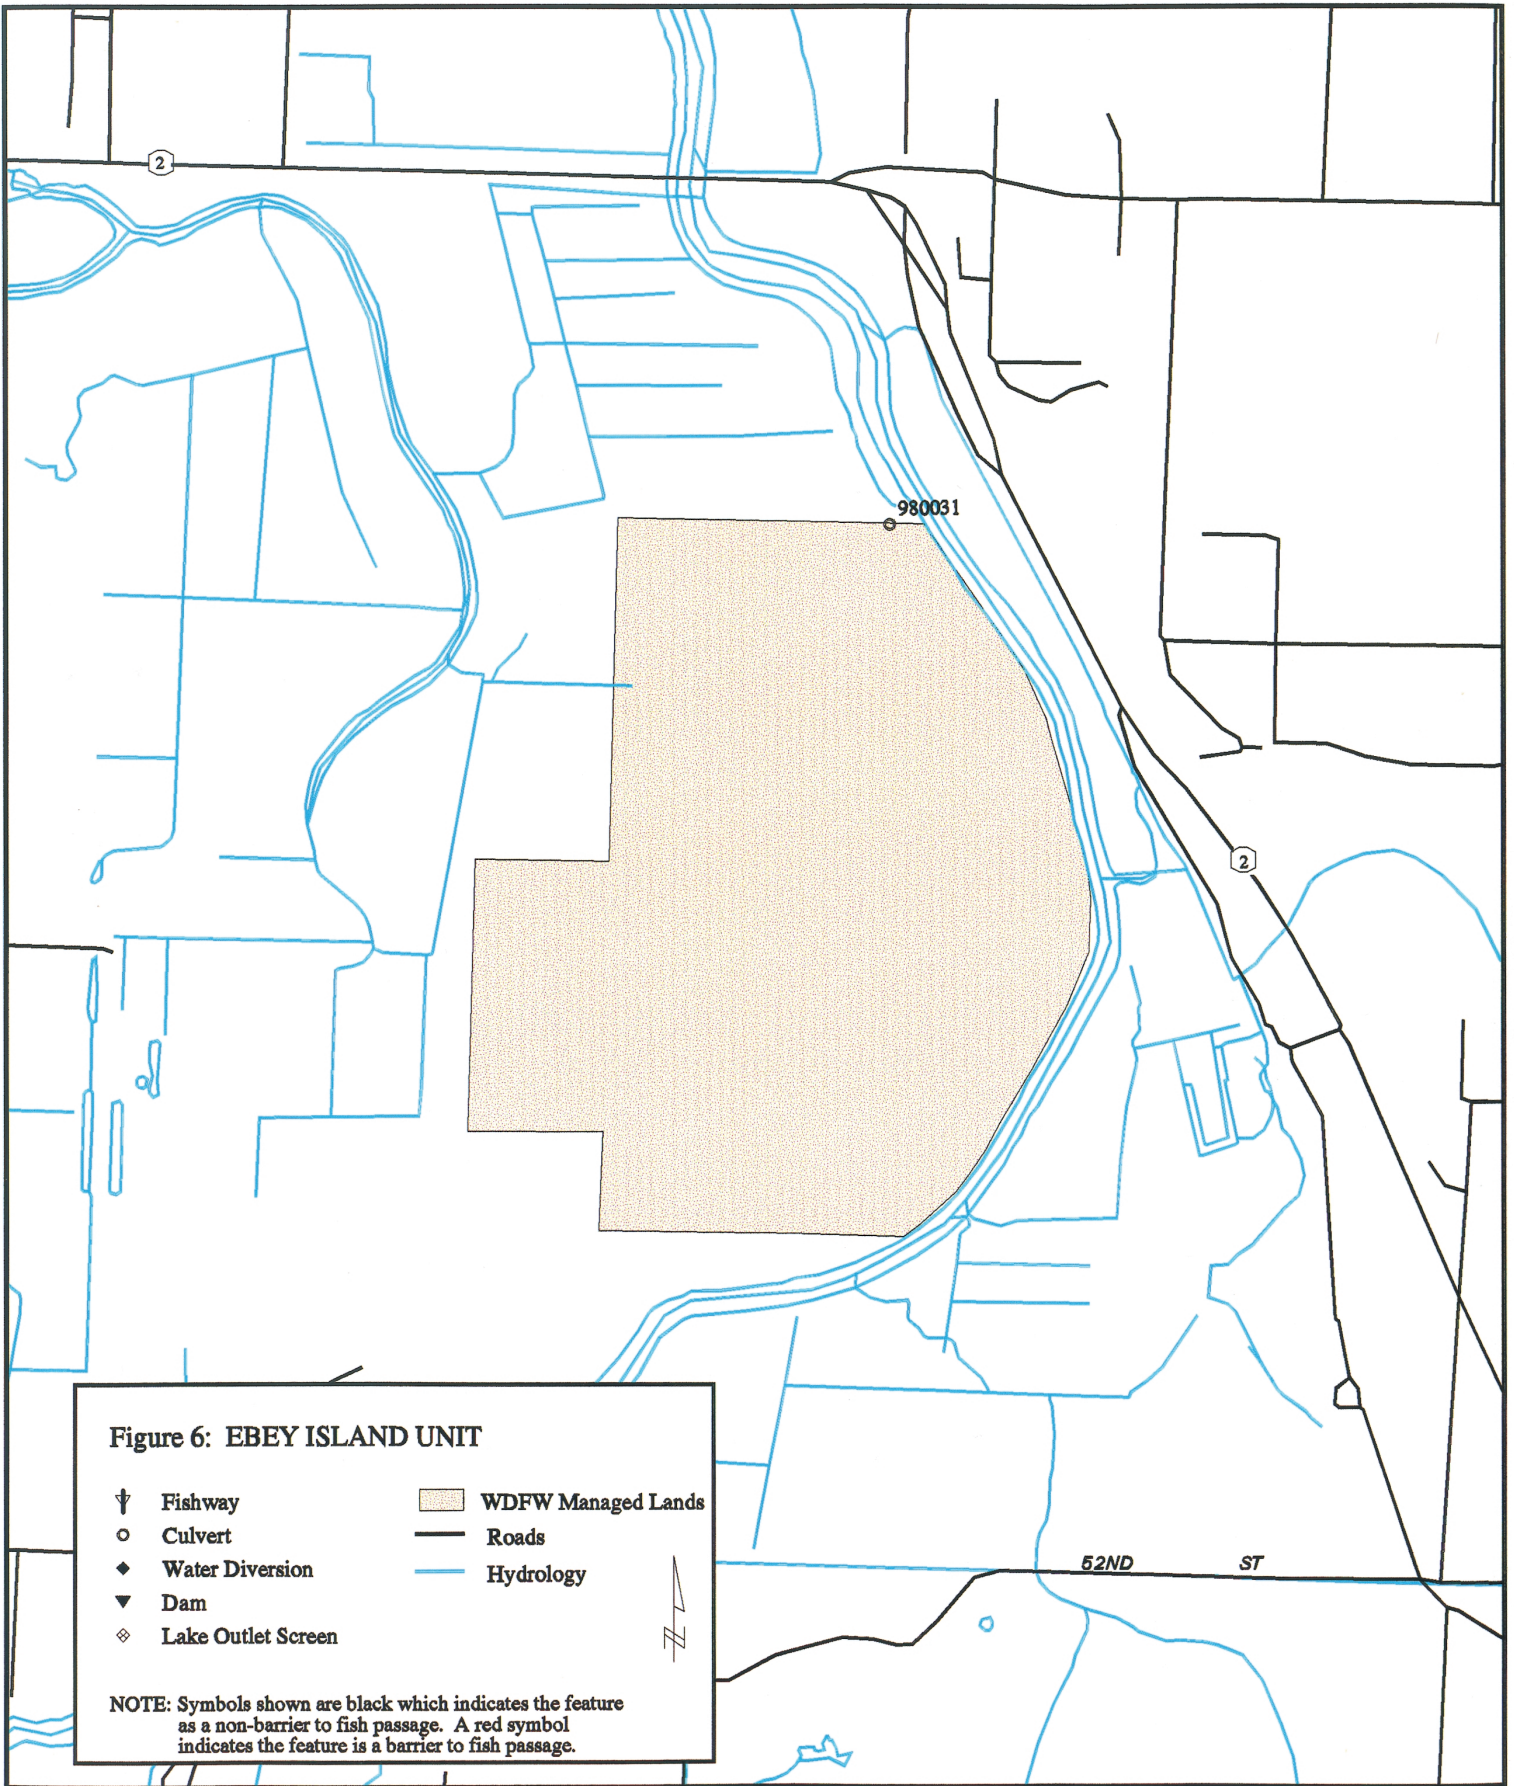 2
980031
2
52ND ST
Figure 6: EBEY ISLAND UNIT
Fishway
Culvert
Water Diversion
Dam
Lake Outlet Screen
WDFW Managed Lands
Roads
Hydrology
N
NOTE: Symbols shown are black which indicates the feature
as a non-barrier to fish passage. A red symbol
indicates the feature is a barrier to fish passage.